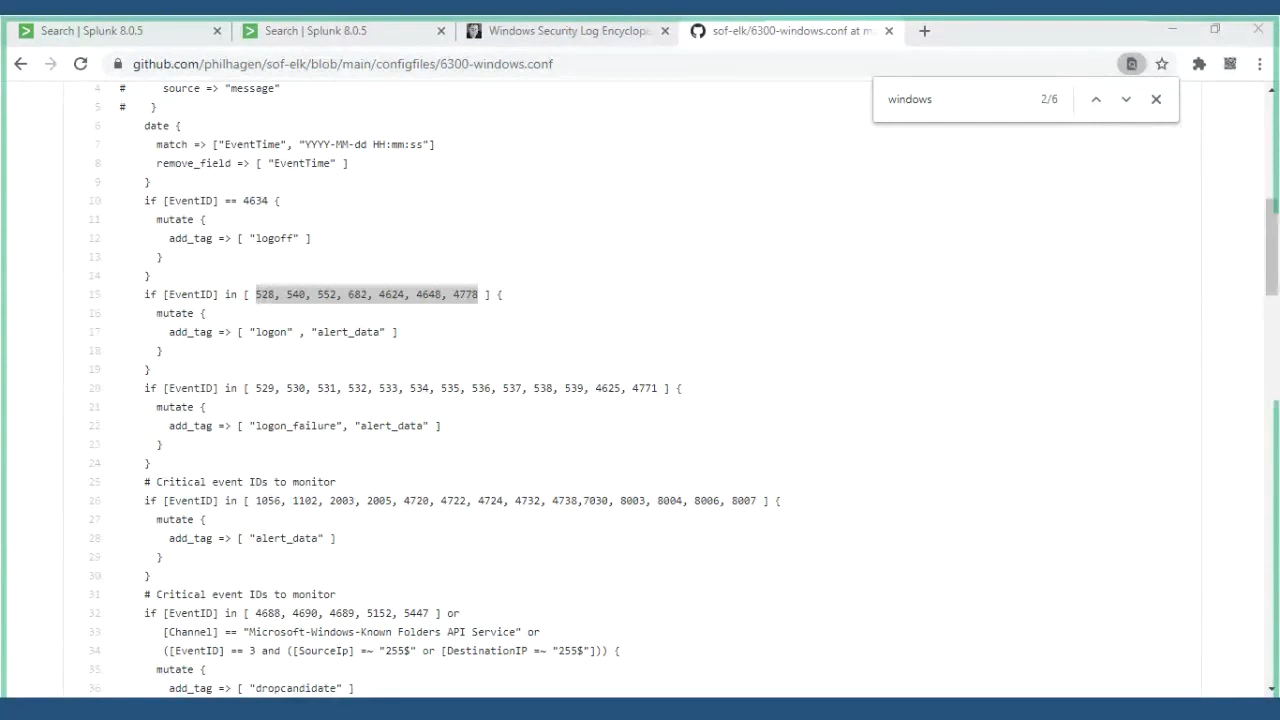 Search | Splunk 8.0.5
Search | Splunk 8.0.5
Windows Security Log Encyclop
sof-elk/6300-windows.conf at m
github.com/philhagen/sof-elk/blob/main/configfiles/6300-windows.conf
windows 2/6
4 # source => "message"
5 # }
6 date {
7 match => ["EventTime", "YYYY-MM-dd HH:mm:ss"]
8 remove_field => [ "EventTime" ]
9 }
10 if [EventID] == 4634 {
11 mutate {
12 add_tag => [ "logoff" ]
13 }
14 }
15 if [EventID] in [ 528, 540, 552, 682, 4624, 4648, 4778 ] {
16 mutate {
17 add_tag => [ "logon" , "alert_data" ]
18 }
19 }
20 if [EventID] in [ 529, 530, 531, 532, 533, 534, 535, 536, 537, 538, 539, 4625, 4771 ] {
21 mutate {
22 add_tag => [ "logon_failure", "alert_data" ]
23 }
24 }
25 # Critical event IDs to monitor
26 if [EventID] in [ 1056, 1102, 2003, 2005, 4720, 4722, 4724, 4732, 4738,7030, 8003, 8004, 8006, 8007 ] {
27 mutate {
28 add_tag => [ "alert_data" ]
29 }
30 }
31 # Critical event IDs to monitor
32 if [EventID] in [ 4688, 4690, 4689, 5152, 5447 ] or
33 [Channel] == "Microsoft-Windows-Known Folders API Service" or
34 ([EventID] == 3 and ([SourceIp] =~ "255$" or [DestinationIP =~ "255$"])) {
35 mutate {
36 add_tag => [ "dropcandidate" ]